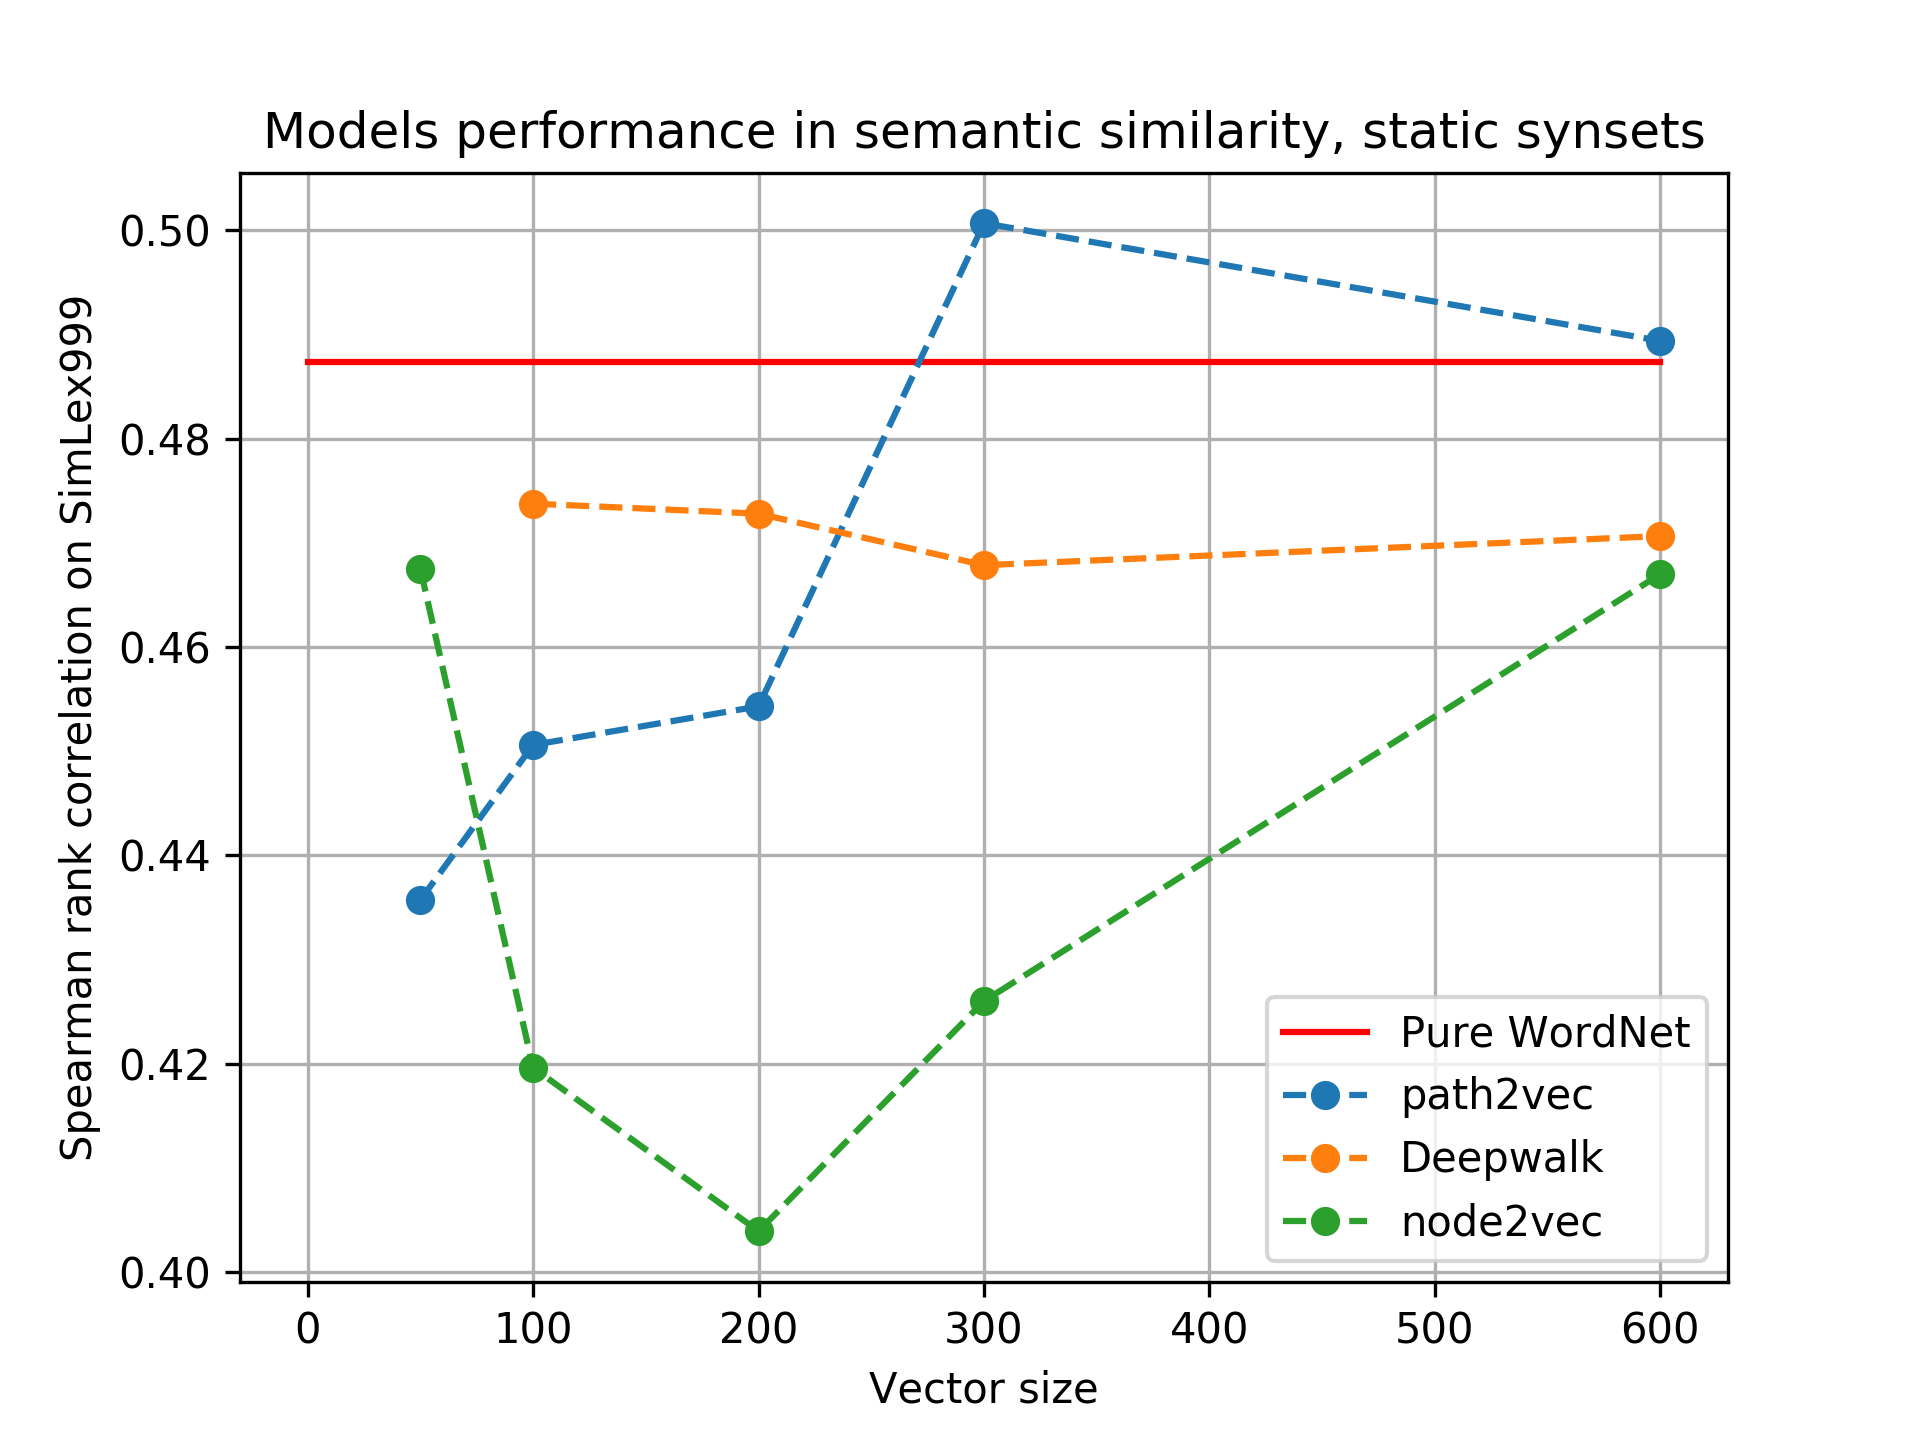 Models performance in semantic similarity, static synsets
Spearman rank correlation on SimLex999
0.50
0.48
0.46
0.44
0.42
0.40
0 100 200 300 400 500 600
Vector size
Pure WordNet
path2vec
Deepwalk
node2vec